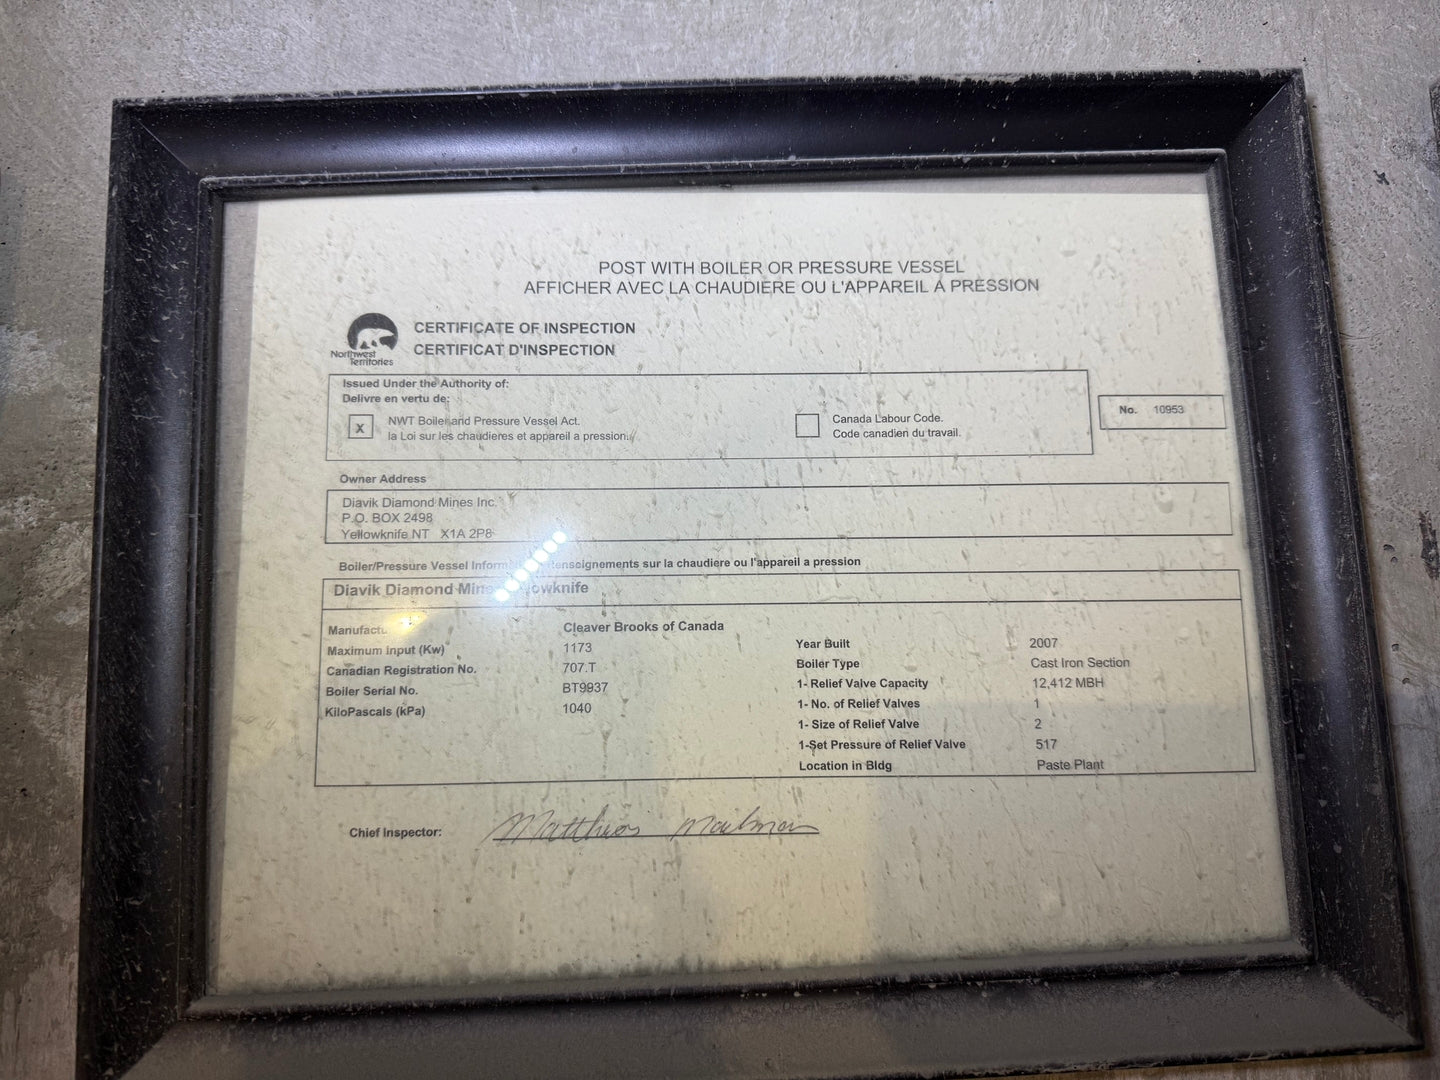 POST WITH BOILER OR PRESSURE VESSEL
AFFICHER AVEC LA CHAUDIERE OU L'APPAREIL A PRESSION
Northwest
Territories
CERTIFICATE OF INSPECTION
CERTIFICAT D'INSPECTION
Issued Under the Authority of:
Delivre en vertu de:
X NWT Boiler and Pressure Vessel Act.
la Loi sur les chaudieres et appareil a pression.
Canada Labour Code.
Code canadien du travail.
No. 10953
Owner Address
Diavik Diamond Mines Inc.
P.O. BOX 2498
Yellowknife NT X1A 2P8
Boiler/Pressure Vessel sur la chaudiere ou l'appareil a pression
Diavik Diamond
Cleaver Brooks of Canada
Maximum Input (Kw) 1173
Canadian Registration No. 707.T
Boiler Serial No. BT9937
KiloPascals (kPa) 1040
Year Built 2007
Boiler Type Cast Iron Section
1- Relief Valve Capacity 12,412 MBH
1- No. of Relief Valves 1
1- Size of Relief Valve 2
1-Set Pressure of Relief Valve 517
Location in Bldg Paste Plant
Chief Inspector: Matthias